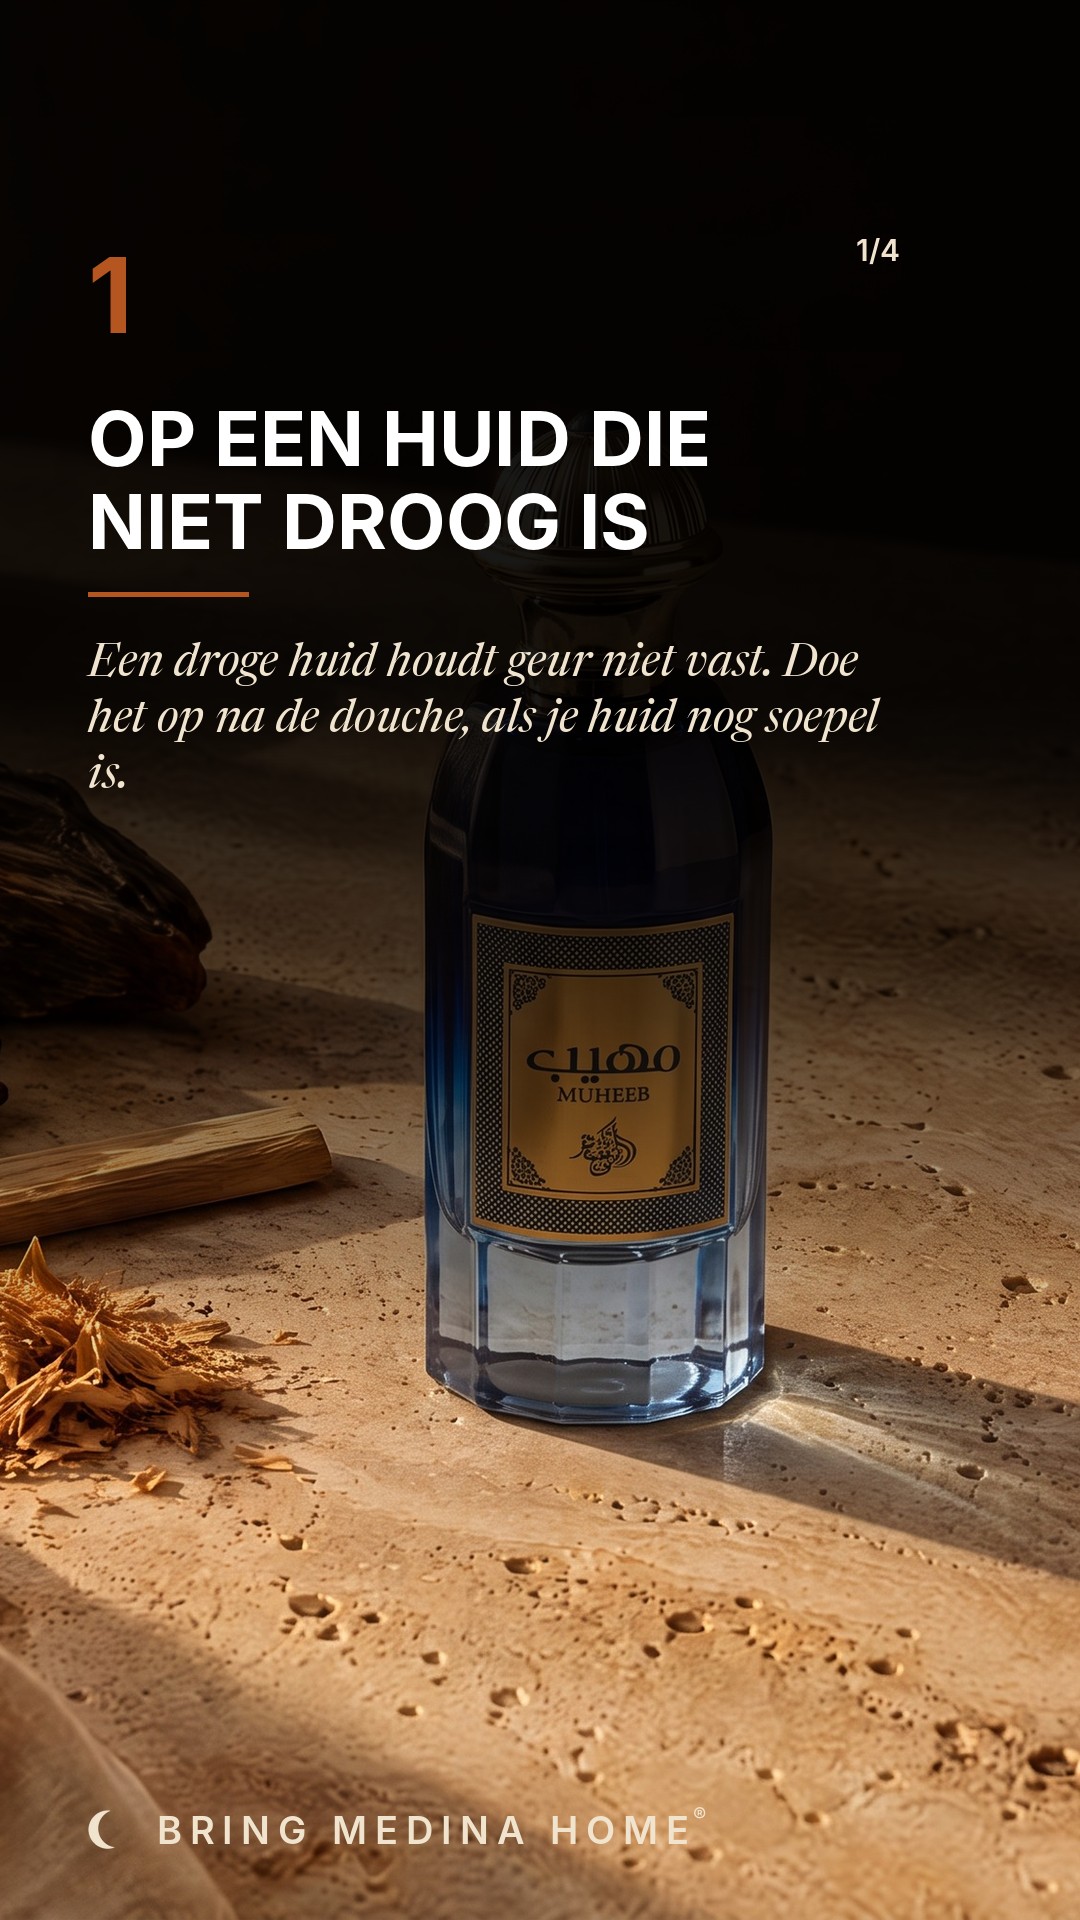 1/4
1
OP EEN HUID DIE
NIET DROOG IS
Een droge huid houdt geur niet vast. Doe
het op na de douche, als je huid nog soepel
is.
مهيب
MUHEEB
BRING MEDINA HOME®